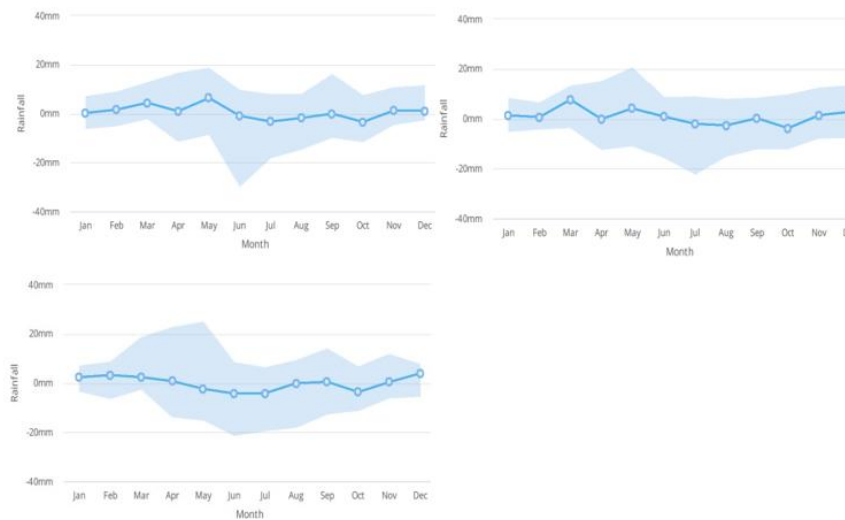 40mm
20mm
0mm
-20mm
-40mm
Rainfall
Jan Feb Mar Apr May Jun Jul Aug Sep Oct Nov Dec
Month
40mm
20mm
0mm
-20mm
-40mm
Rainfall
Jan Feb Mar Apr May Jun Jul Aug Sep Oct Nov
Month
40mm
20mm
0mm
-20mm
-40mm
Rainfall
Jan Feb Mar Apr May Jun Jul Aug Sep Oct Nov Dec
Month